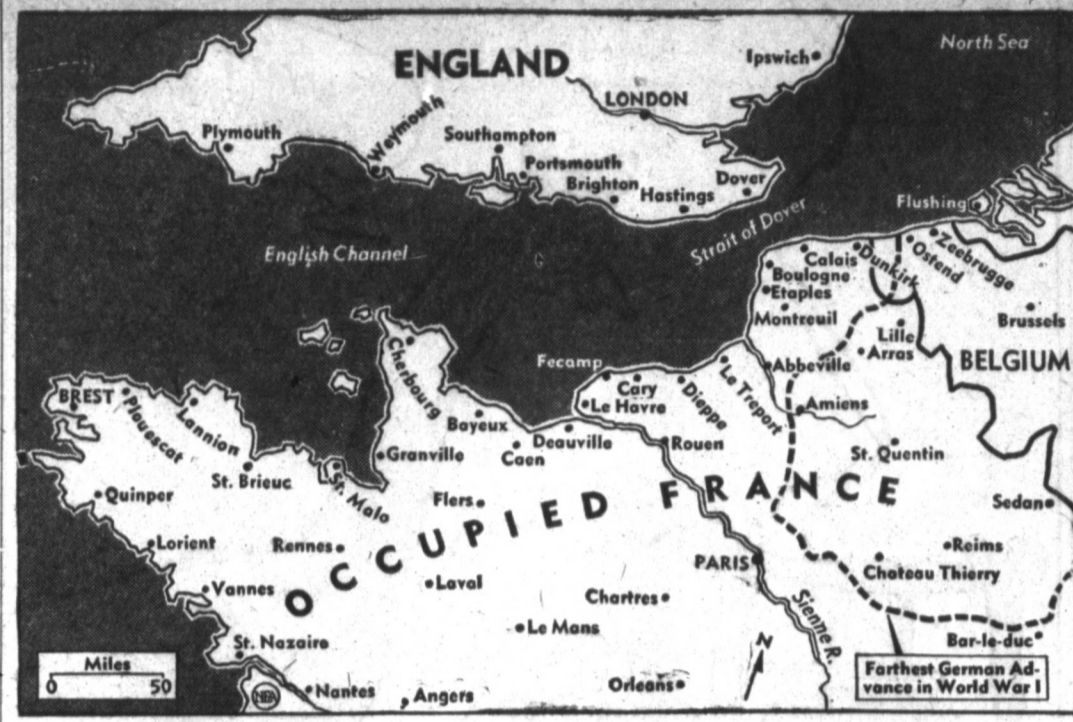 North Sea
ENGLAND
Ipswich
LONDON
Plymouth
Weymouth
Southampton
Portsmouth
Brighton
Hastings
Dover
Flushing
Strait of Dover
English Channel
Zeebrugge
Ostend
Dunkirk
Calais
Boulogne
Etaples
Montreuil
Brussels
Lille
Arras
BELGIUM
Cherbourg
Fecamp
Abbeville
Le Treport
Dieppe
Cary
Le Havre
Amiens
BREST
Plouescat
Lannion
Bayeux
Deauville
Caen
Rouen
Granville
St. Quentin
St. Brieuc
St. Malo
Quinper
Flers
OCCUPIED FRANCE
Sedan
Lorient
Rennes
PARIS
Reims
Chateau Thierry
Vannes
Laval
Chartres
Sienne R.
Le Mans
St. Nazaire
N
Bar-le-duc
Miles
0 50
Farthest German Ad-
vance in World War I
NEA
Nantes
Angers
Orleans